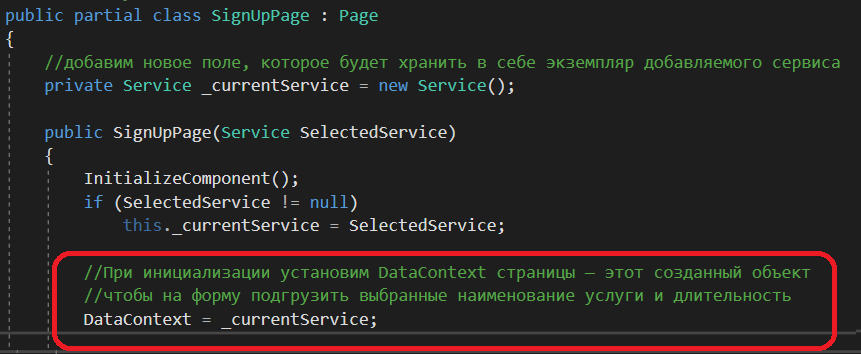 public partial class SignUpPage : Page
{
//добавим новое поле, которое будет хранить в себе экземпляр добавляемого сервиса
private Service _currentService = new Service();
public SignUpPage(Service SelectedService)
{
InitializeComponent();
if (SelectedService != null)
this._currentService = SelectedService;
//При инициализации установим DataContext страницы – этот созданный объект
//чтобы на форму подгрузить выбранные наименование услуги и длительность
DataContext = _currentService;